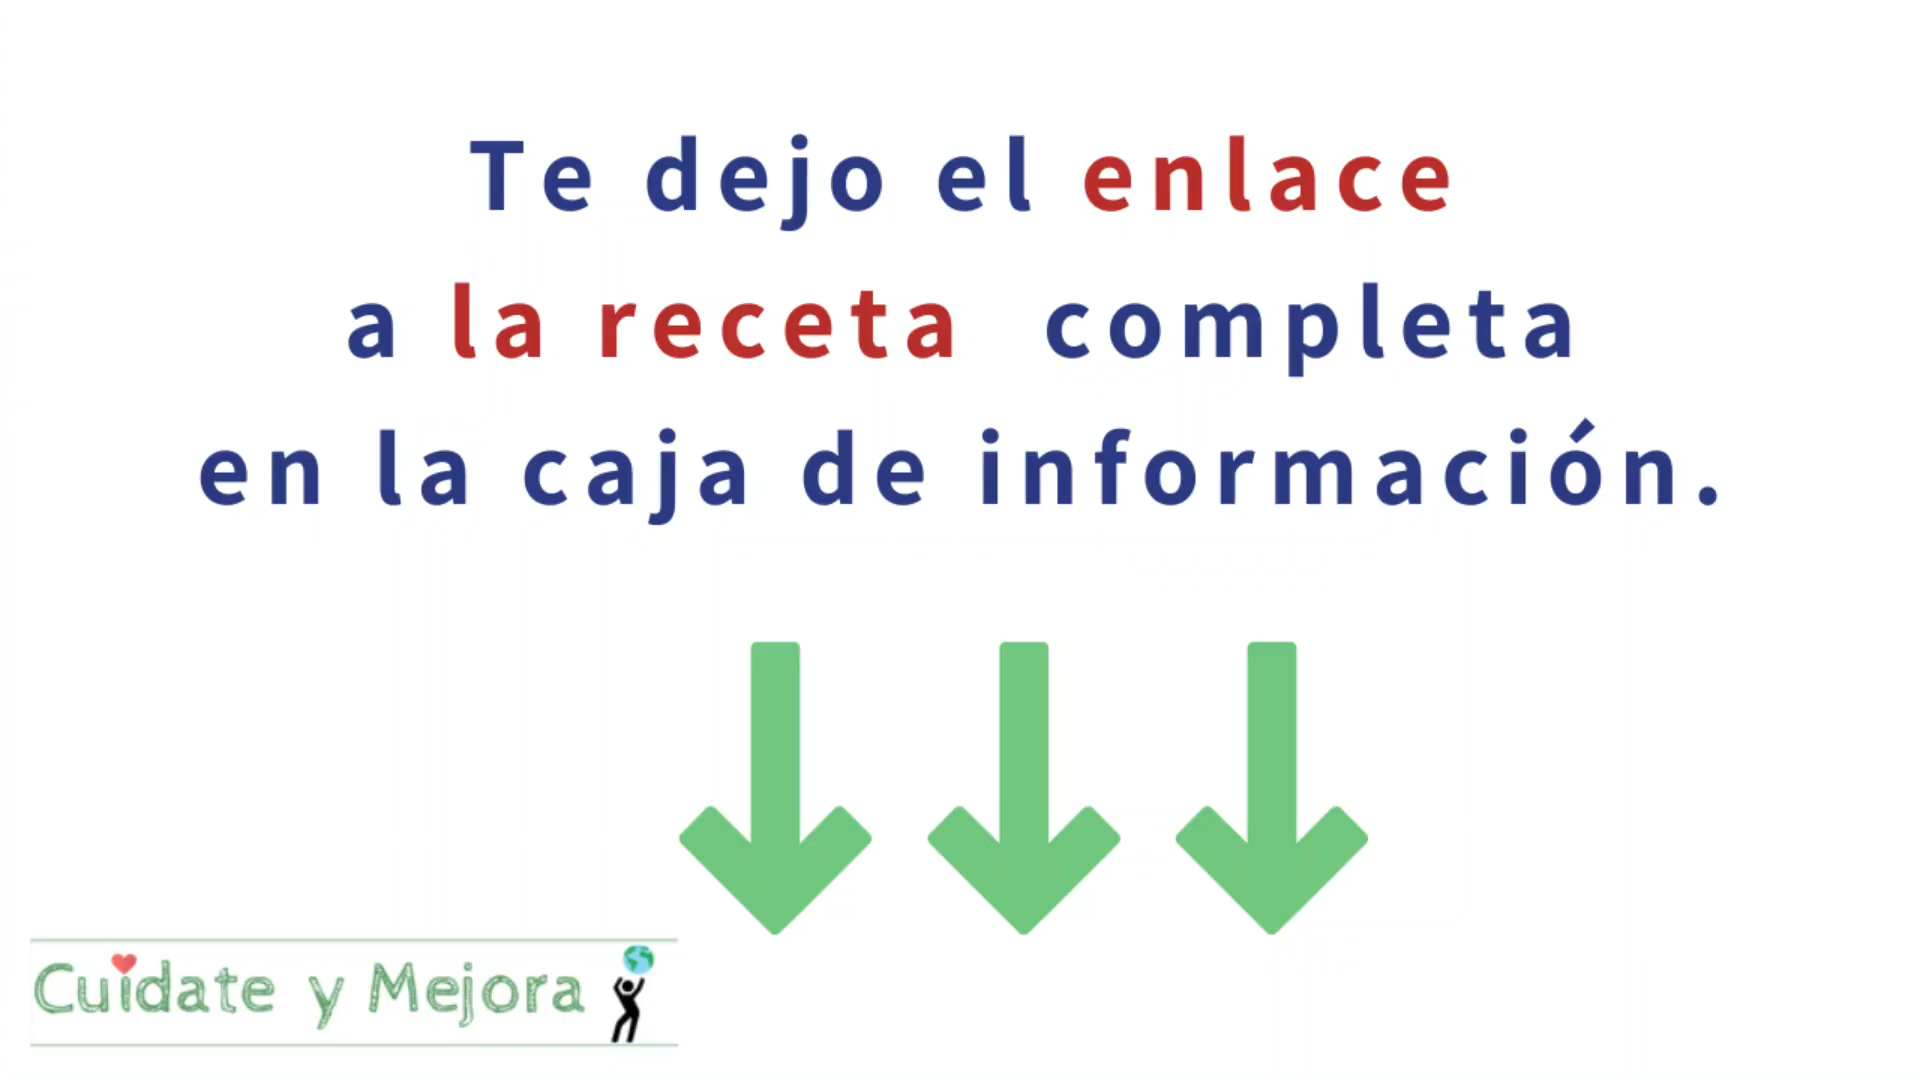 Te dejo el enlace
a la receta completa
en la caja de información.
Cuidate y Mejora